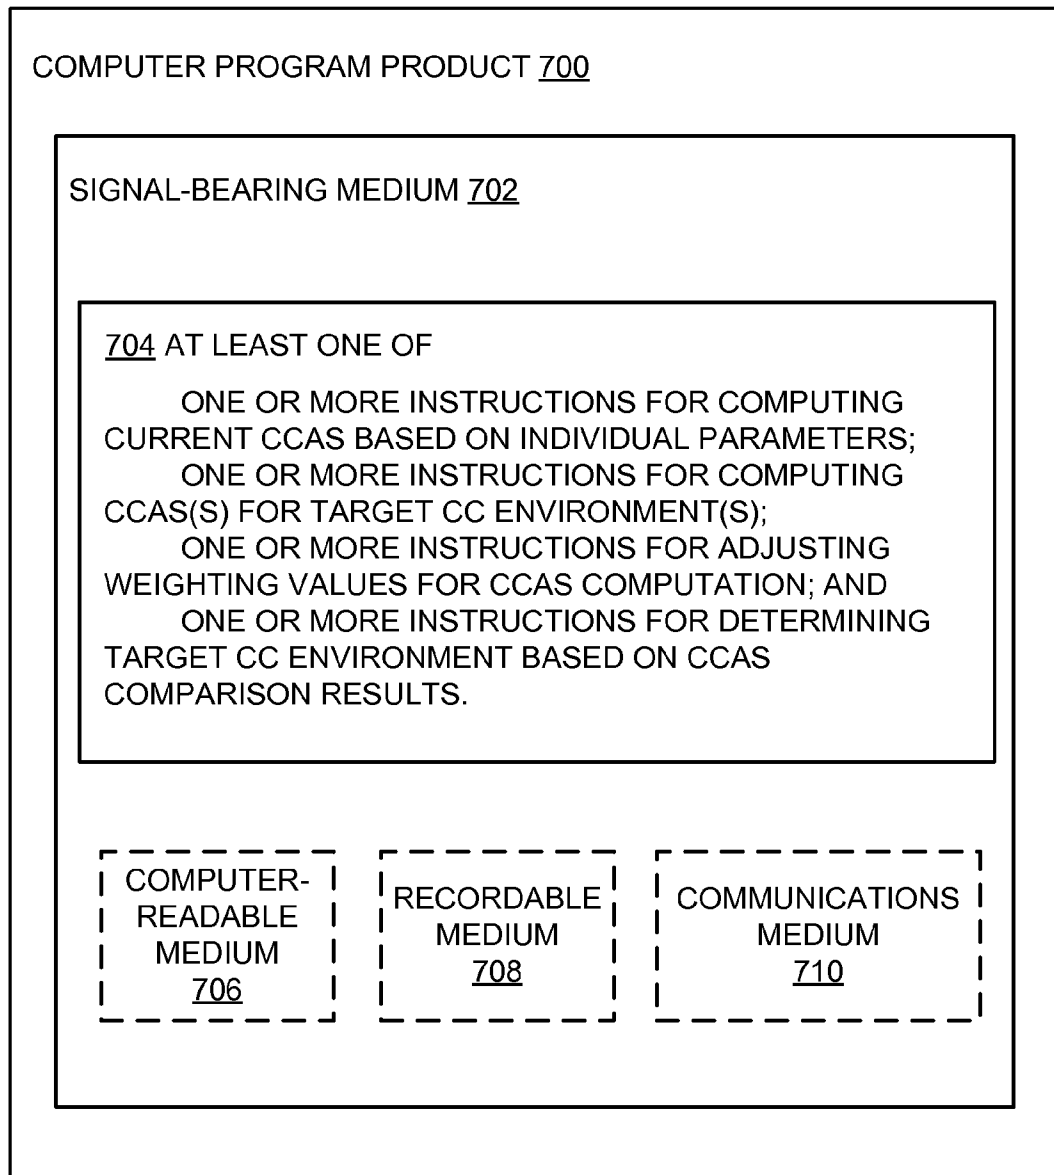 COMPUTER PROGRAM PRODUCT 700
SIGNAL-BEARING MEDIUM 702
704 AT LEAST ONE OF
ONE OR MORE INSTRUCTIONS FOR COMPUTING
CURRENT CCAS BASED ON INDIVIDUAL PARAMETERS;
ONE OR MORE INSTRUCTIONS FOR COMPUTING
CCAS(S) FOR TARGET CC ENVIRONMENT(S);
ONE OR MORE INSTRUCTIONS FOR ADJUSTING
WEIGHTING VALUES FOR CCAS COMPUTATION; AND
ONE OR MORE INSTRUCTIONS FOR DETERMINING
TARGET CC ENVIRONMENT BASED ON CCAS
COMPARISON RESULTS.
COMPUTER-
READABLE
MEDIUM
706
RECORDABLE
MEDIUM
708
COMMUNICATIONS
MEDIUM
710